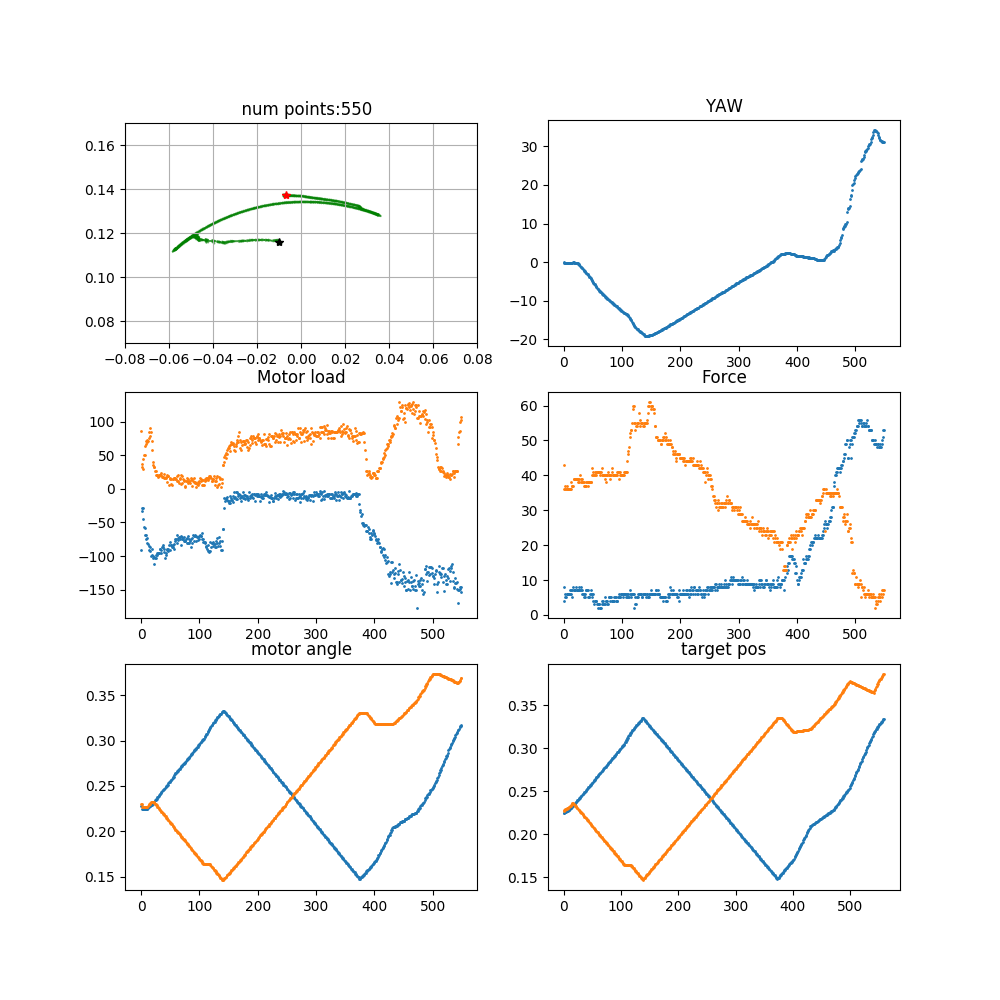 num points:550
0.16
0.14
0.12
0.10
0.08
−0.08 −0.06 −0.04 −0.02 0.00 0.02 0.04 0.06 0.08
YAW
30
20
10
0
−10
−20
0 100 200 300 400 500
Motor load
100
50
0
−50
−100
−150
0 100 200 300 400 500
Force
60
50
40
30
20
10
0
0 100 200 300 400 500
motor angle
0.35
0.30
0.25
0.20
0.15
0 100 200 300 400 500
target pos
0.35
0.30
0.25
0.20
0.15
0 100 200 300 400 500